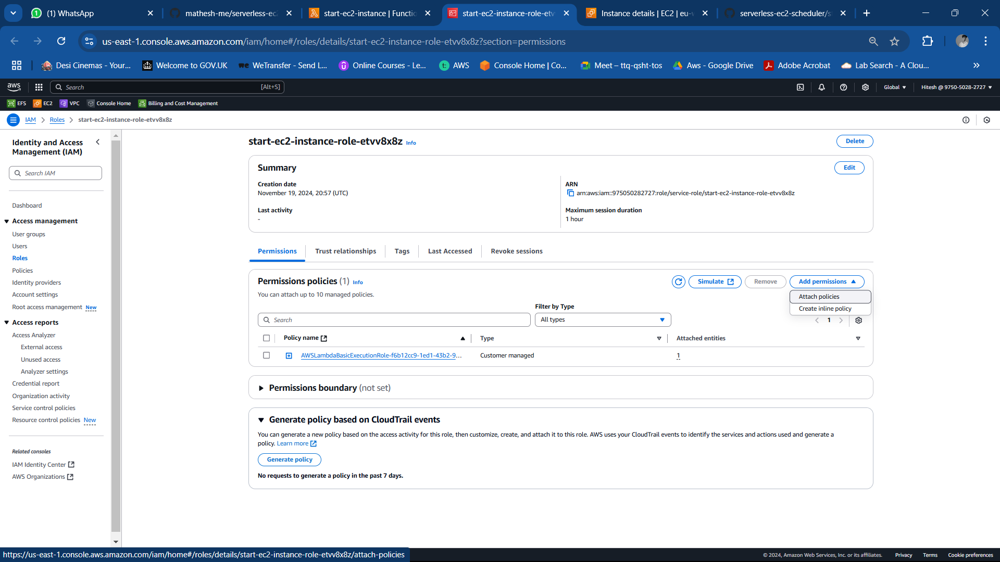 (1) WhatsApp
mathesh-me/serverless-ec2
start-ec2-instance | Functio
start-ec2-instance-role-etv
Instance details | EC2 | eu-w
serverless-ec2-scheduler/s
us-east-1.console.aws.amazon.com/iam/home#/roles/details/start-ec2-instance-role-etvv8x8z?section=permissions
Desi Cinemas - Your...
Welcome to GOV.UK
WeTransfer - Send L...
Online Courses - Le...
AWS
Console Home | Co...
Meet – ttq-qsht-tos
Aws - Google Drive
Adobe Acrobat
Lab Search - A Clou...
aws
Search
[Alt+S]
Global
Hitesh @ 9750-5028-2727
EFS
EC2
VPC
Console Home
Billing and Cost Management
IAM
Roles
start-ec2-instance-role-etvv8x8z
Identity and Access
Management (IAM)
Search IAM
Dashboard
Access management
User groups
Users
Roles
Policies
Identity providers
Account settings
Root access management New
Access reports
Access Analyzer
External access
Unused access
Analyzer settings
Credential report
Organization activity
Service control policies
Resource control policies New
Related consoles
IAM Identity Center
AWS Organizations
start-ec2-instance-role-etvv8x8z Info
Delete
Summary
Edit
Creation date
November 19, 2024, 20:57 (UTC)
ARN
arn:aws:iam::975050282727:role/service-role/start-ec2-instance-role-etvv8x8z
Last activity
-
Maximum session duration
1 hour
Permissions
Trust relationships
Tags
Last Accessed
Revoke sessions
Permissions policies (1) Info
Simulate
Remove
Add permissions
You can attach up to 10 managed policies.
Attach policies
Create inline policy
Filter by Type
Search
All types
1
Policy name
Type
Attached entities
AWSLambdaBasicExecutionRole-f6b12cc9-1ed1-43b2-9...
Customer managed
1
Permissions boundary (not set)
Generate policy based on CloudTrail events
You can generate a new policy based on the access activity for this role, then customize, create, and attach it to this role. AWS uses your CloudTrail events to identify the services and actions used and generate a
policy. Learn more
Generate policy
No requests to generate a policy in the past 7 days.
https://us-east-1.console.aws.amazon.com/iam/home#/roles/details/start-ec2-instance-role-etvv8x8z/attach-policies
© 2024, Amazon Web Services, Inc. or its affiliates.
Privacy
Terms
Cookie preferences